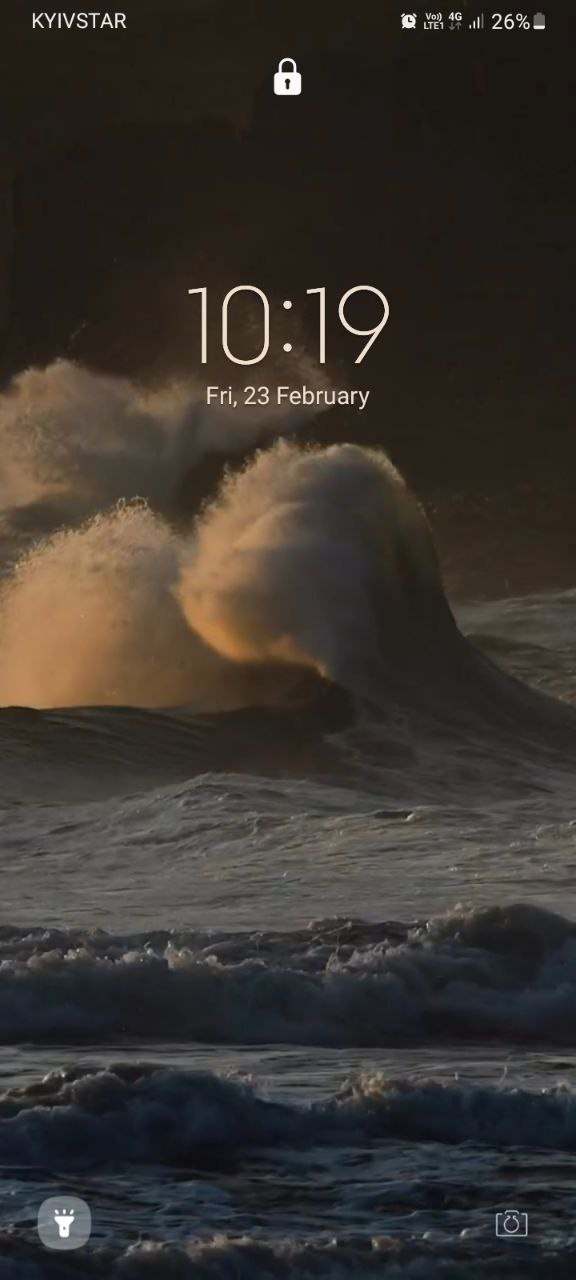 KYIVSTAR Vo)) LTE1 4G 26%
10:19
Fri, 23 February